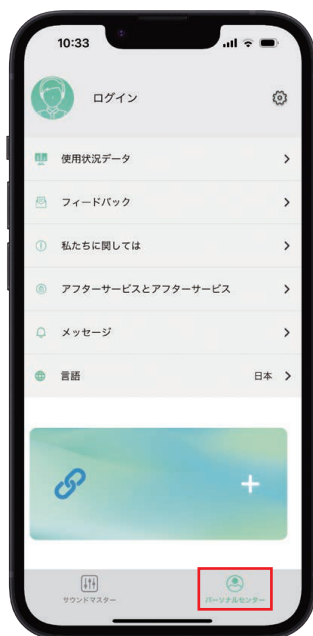 10:33
ログイン
使用状況データ
フィードバック
私たちに関しては
アフターサービスとアフターサービス
メッセージ
言語 日本
サウンドマスター パーソナルセンター